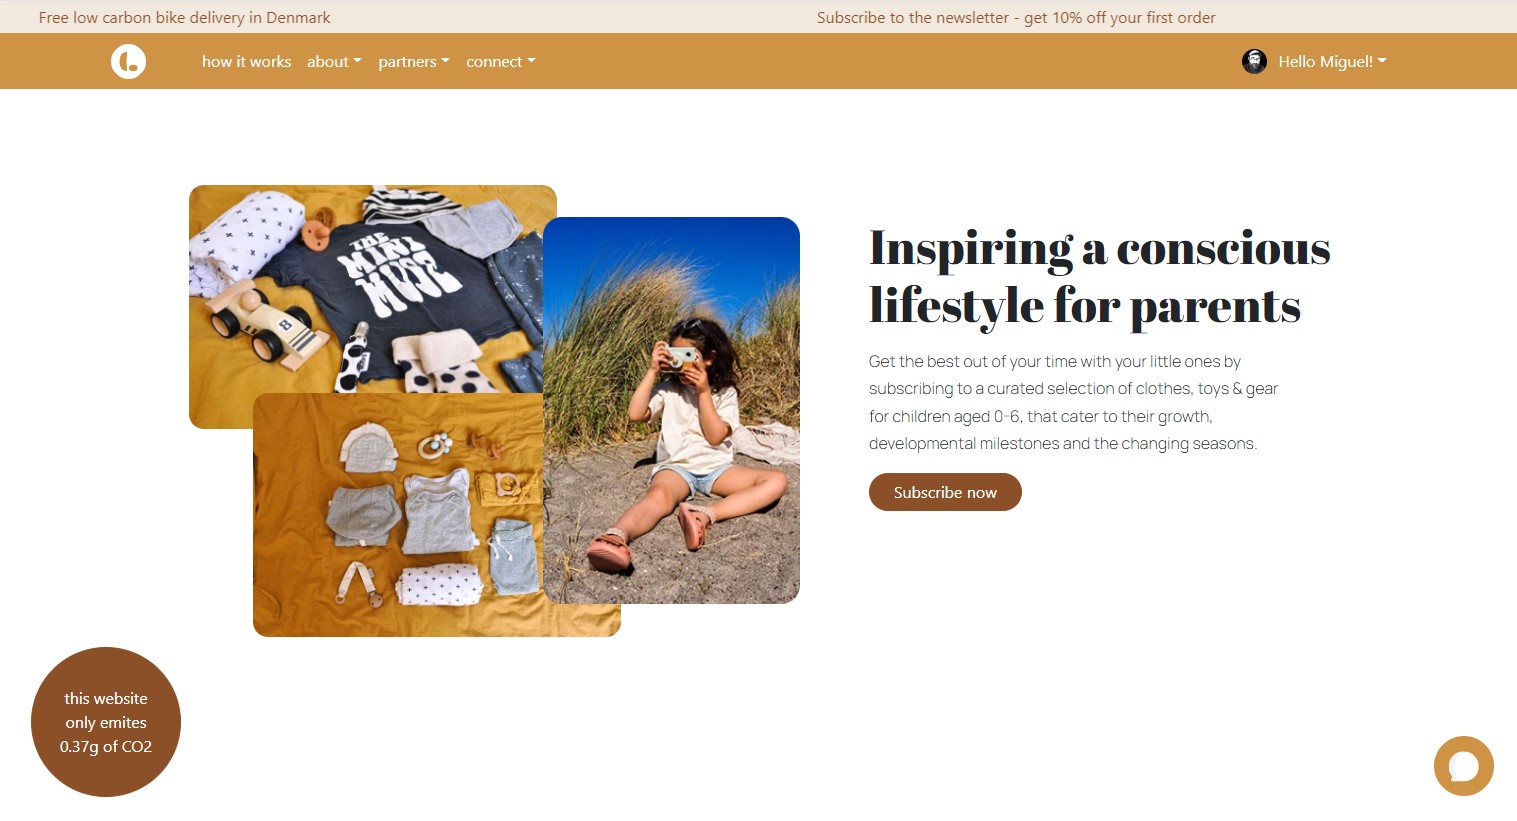 Free low carbon bike delivery in Denmark
Subscribe to the newsletter - get 10% off your first order
how it works
about
partners
connect
Hello Miguel!
THE
MINI
MUSE
8
Inspiring a conscious
lifestyle for parents
Get the best out of your time with your little ones by
subscribing to a curated selection of clothes, toys & gear
for children aged 0-6, that cater to their growth,
developmental milestones and the changing seasons.
Subscribe now
this website
only emites
0.37g of CO2